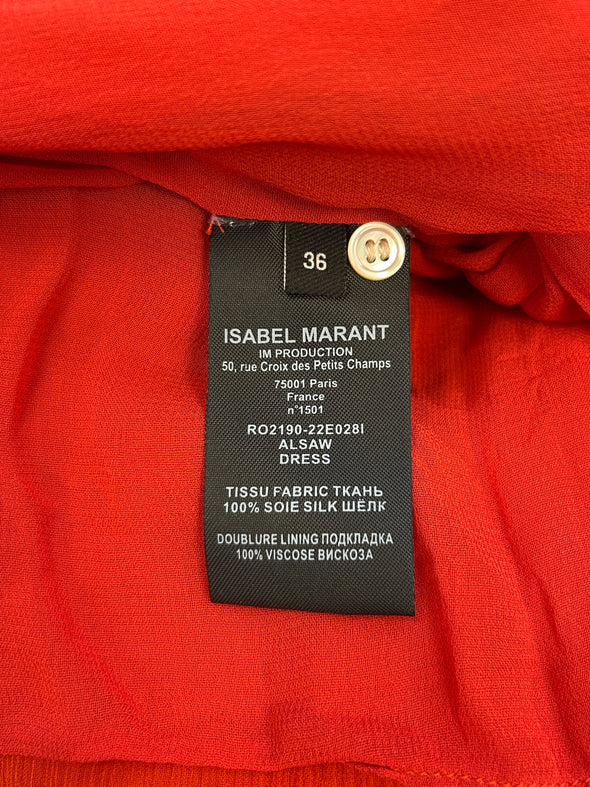 36
ISABEL MARANT
IM PRODUCTION
50, rue Croix des Petits Champs
75001 Paris
France
n°1501
RO2190-22E028I
ALSAW
DRESS
TISSU FABRIC ТКАНЬ
100% SOIE SILK ШЁЛК
DOUBLURE LINING ПОДКЛАДКА
100% VISCOSE ВИСКОЗА